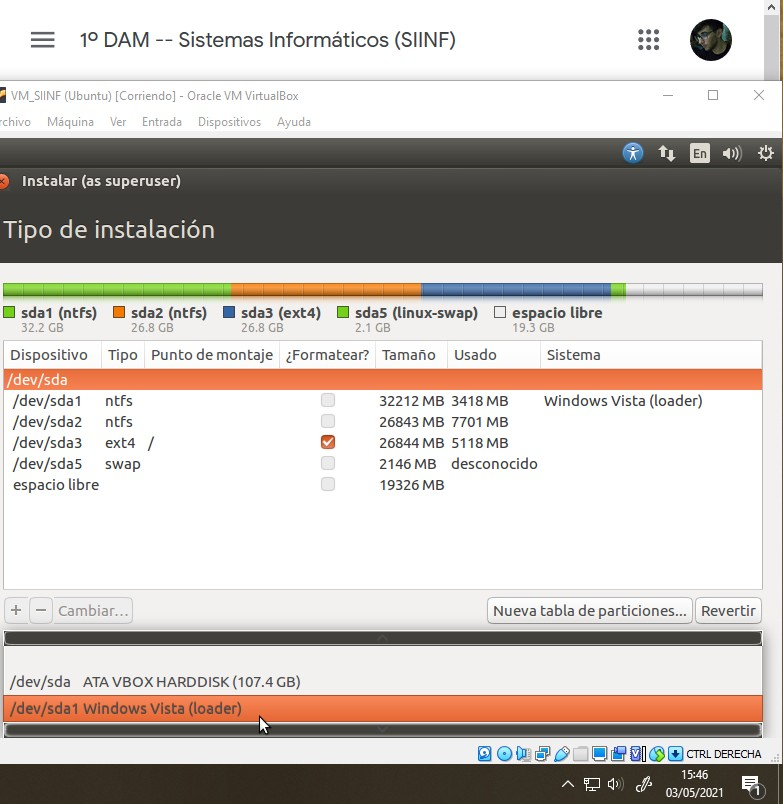 1º DAM -- Sistemas Informáticos (SIINF)
VM_SIINF (Ubuntu) [Corriendo] - Oracle VM VirtualBox
rchivo Máquina Ver Entrada Dispositivos Ayuda
En
Instalar (as superuser)
Tipo de instalación
sda1 (ntfs) sda2 (ntfs) sda3 (ext4) sda5 (linux-swap) espacio libre
32.2 GB 26.8 GB 26.8 GB 2.1 GB 19.3 GB
Dispositivo Tipo Punto de montaje ¿Formatear? Tamaño Usado Sistema
/dev/sda
/dev/sda1 ntfs 32212 MB 3418 MB Windows Vista (loader)
/dev/sda2 ntfs 26843 MB 7701 MB
/dev/sda3 ext4 / 26844 MB 5118 MB
/dev/sda5 swap 2146 MB desconocido
espacio libre 19326 MB
+ − Cambiar... Nueva tabla de particiones... Revertir
/dev/sda ATA VBOX HARDDISK (107.4 GB)
/dev/sda1 Windows Vista (loader)
CTRL DERECHA
15:46
03/05/2021
1